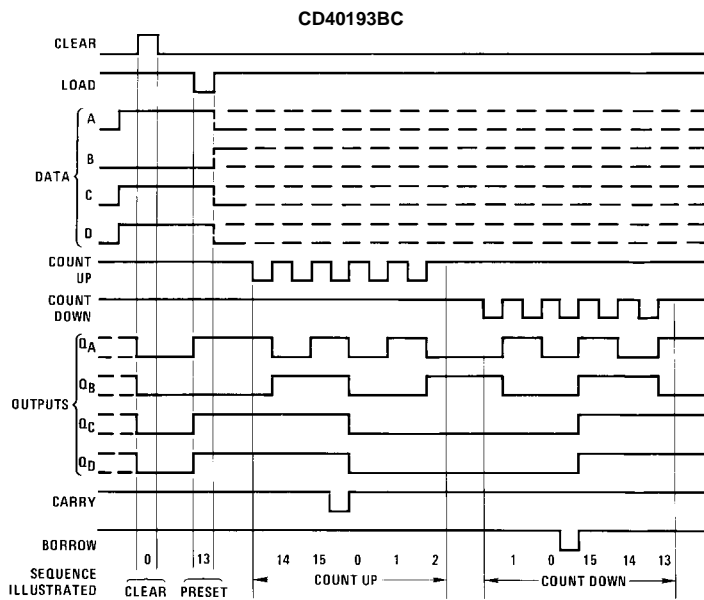 CD40193BC
CLEAR
LOAD
A
B
DATA
C
D
COUNT
UP
COUNT
DOWN
QA
QB
OUTPUTS
QC
QD
CARRY
BORROW
0 13 14 15 0 1 2 1 0 15 14 13
SEQUENCE
ILLUSTRATED
CLEAR PRESET COUNT UP COUNT DOWN